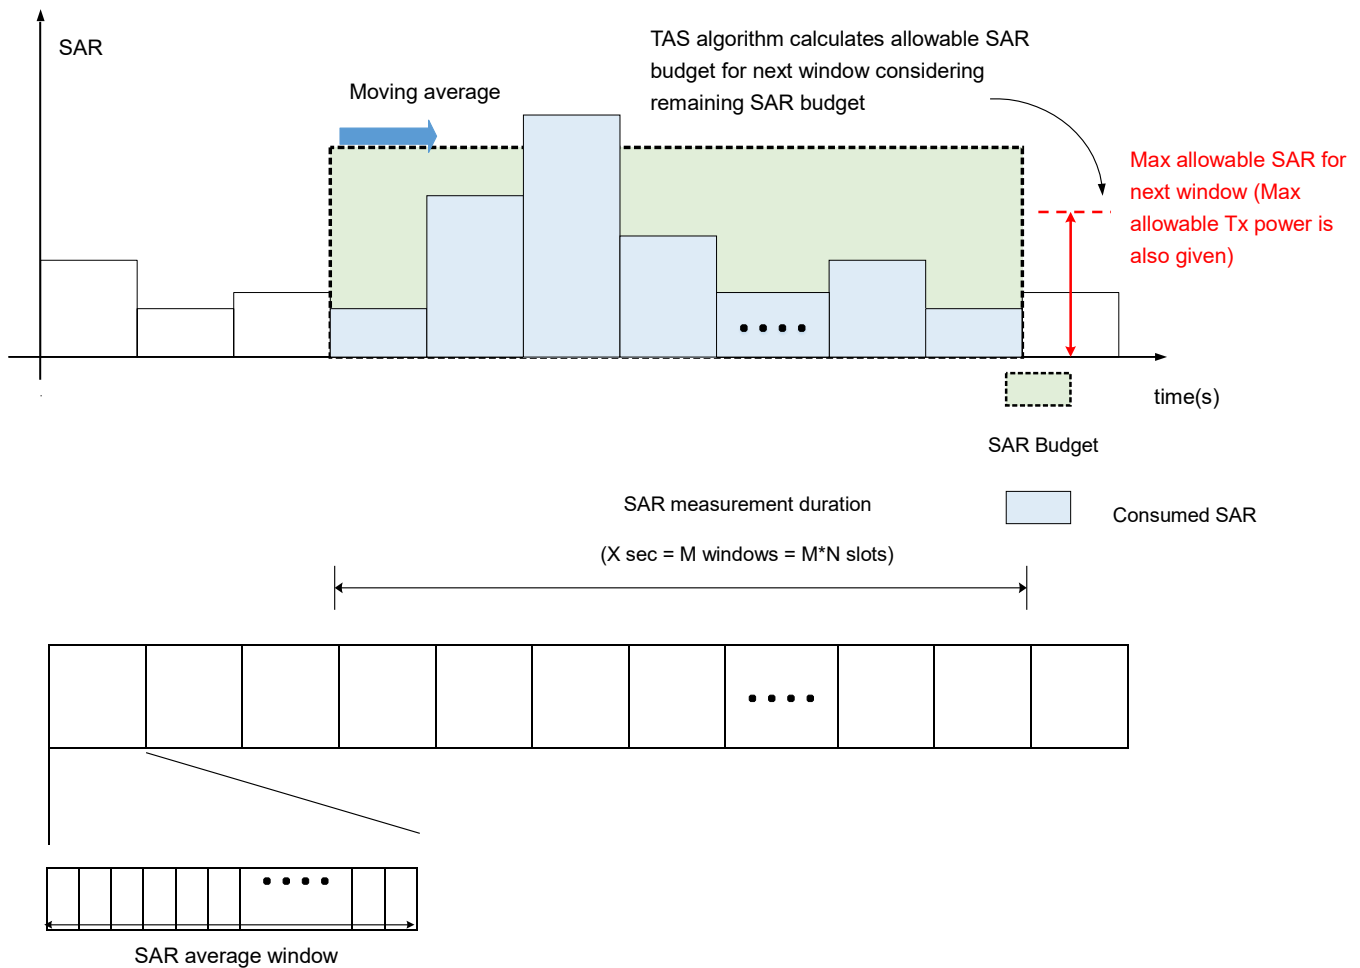 SAR
TAS algorithm calculates allowable SAR
budget for next window considering
remaining SAR budget
Moving average
Max allowable SAR for
next window (Max
allowable Tx power is
also given)
time(s)
SAR Budget
SAR measurement duration
Consumed SAR
(X sec = M windows = M*N slots)
SAR average window